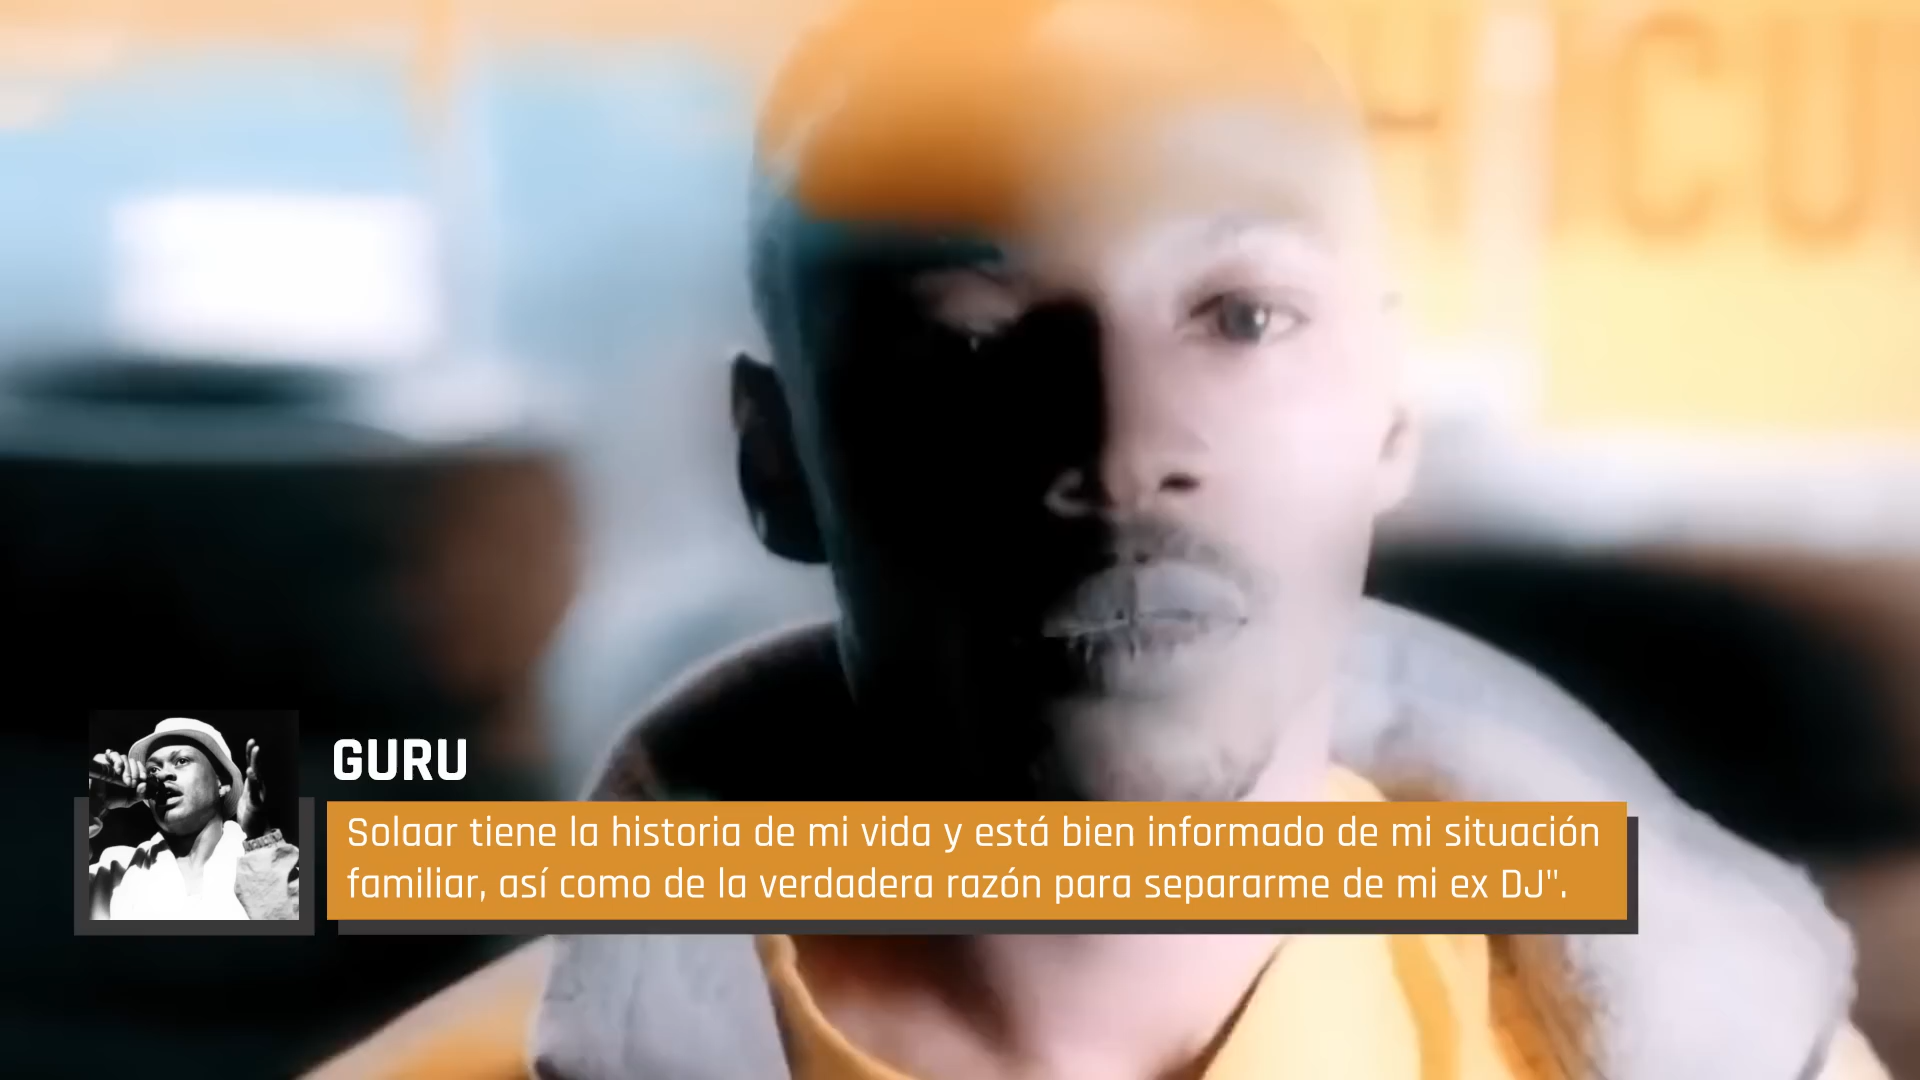 HICU
GURU
Solaar tiene la historia de mi vida y está bien informado de mi situación
familiar, así como de la verdadera razón para separarme de mi ex DJ".